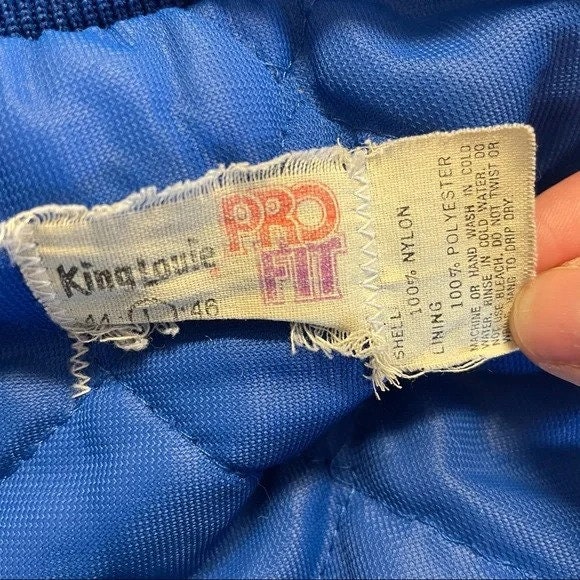 King Louie
PRO
FIT
44 (L) 46
SHELL 100% NYLON
LINING 100% POLYESTER
MACHINE OR HAND WASH IN COLD
WATER. RINSE IN COLD WATER. DO
NOT USE BLEACH. DO NOT TWIST OR
HAND TO DRIP DRY.